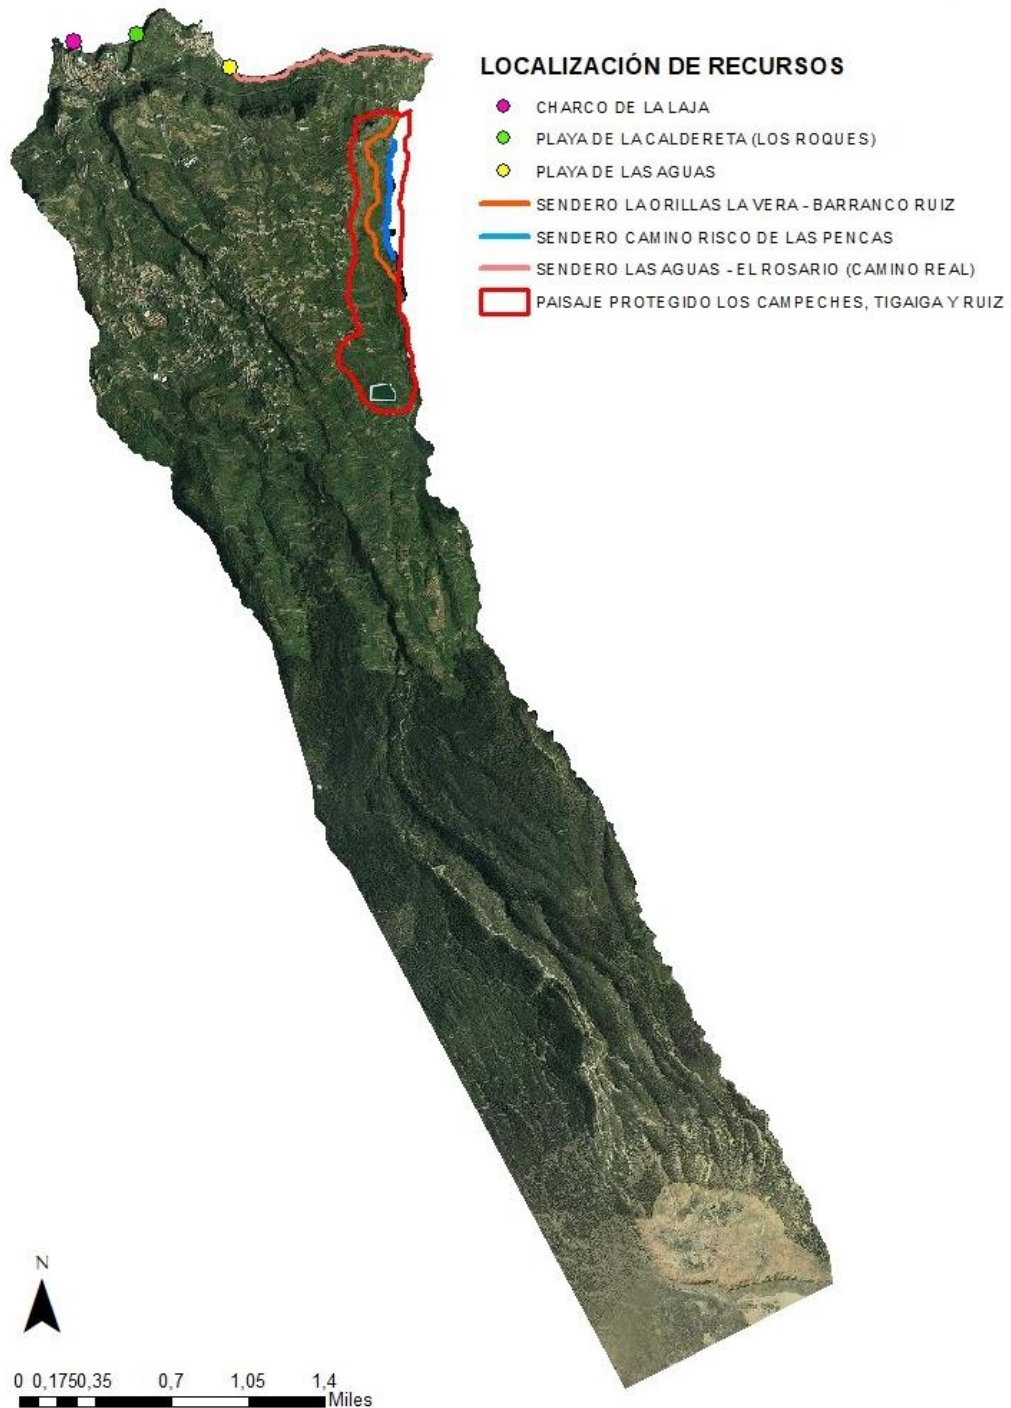 LOCALIZACIÓN DE RECURSOS
CHARCO DE LA LAJA
PLAYA DE LA CALDERETA (LOS ROQUES)
PLAYA DE LAS AGUAS
SENDERO LA ORILLAS LA VERA - BARRANCO RUIZ
SENDERO CAMINO RISCO DE LAS PENCAS
SENDERO LAS AGUAS - EL ROSARIO (CAMINO REAL)
PAISAJE PROTEGIDO LOS CAMPECHES, TIGAIGA Y RUIZ
N
0 0,1750,35 0,7 1,05 1,4
Miles